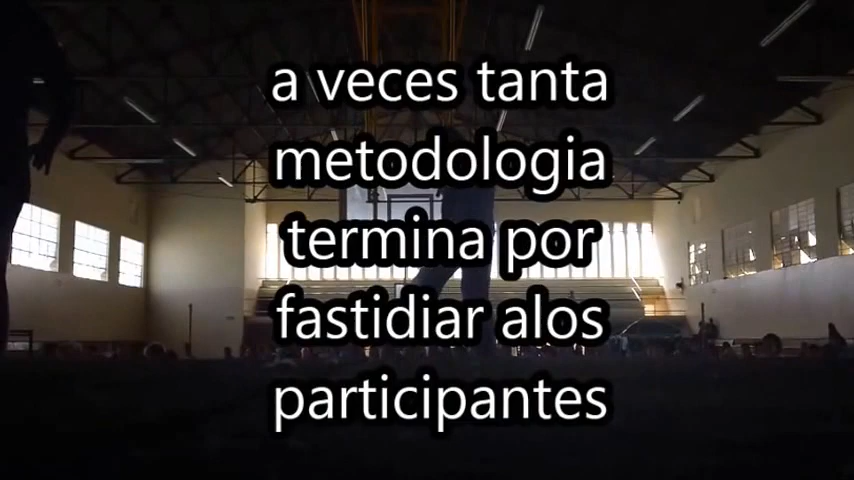 a veces tanta
metodologia
termina por
fastidiar alos
participantes